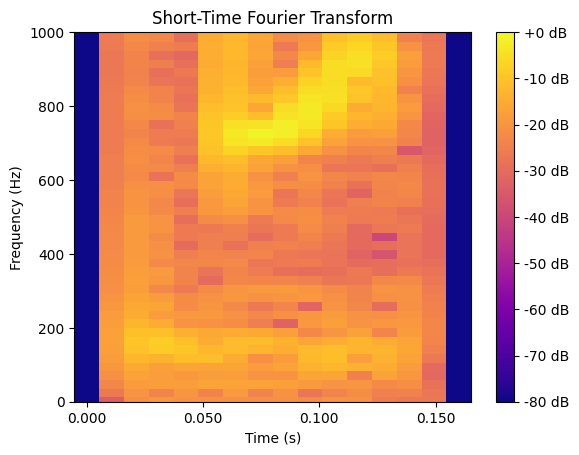 Short-Time Fourier Transform
1000
800
600
400
200
0
Frequency (Hz)
0.000
0.050
0.100
0.150
Time (s)
+0 dB
-10 dB
-20 dB
-30 dB
-40 dB
-50 dB
-60 dB
-70 dB
-80 dB